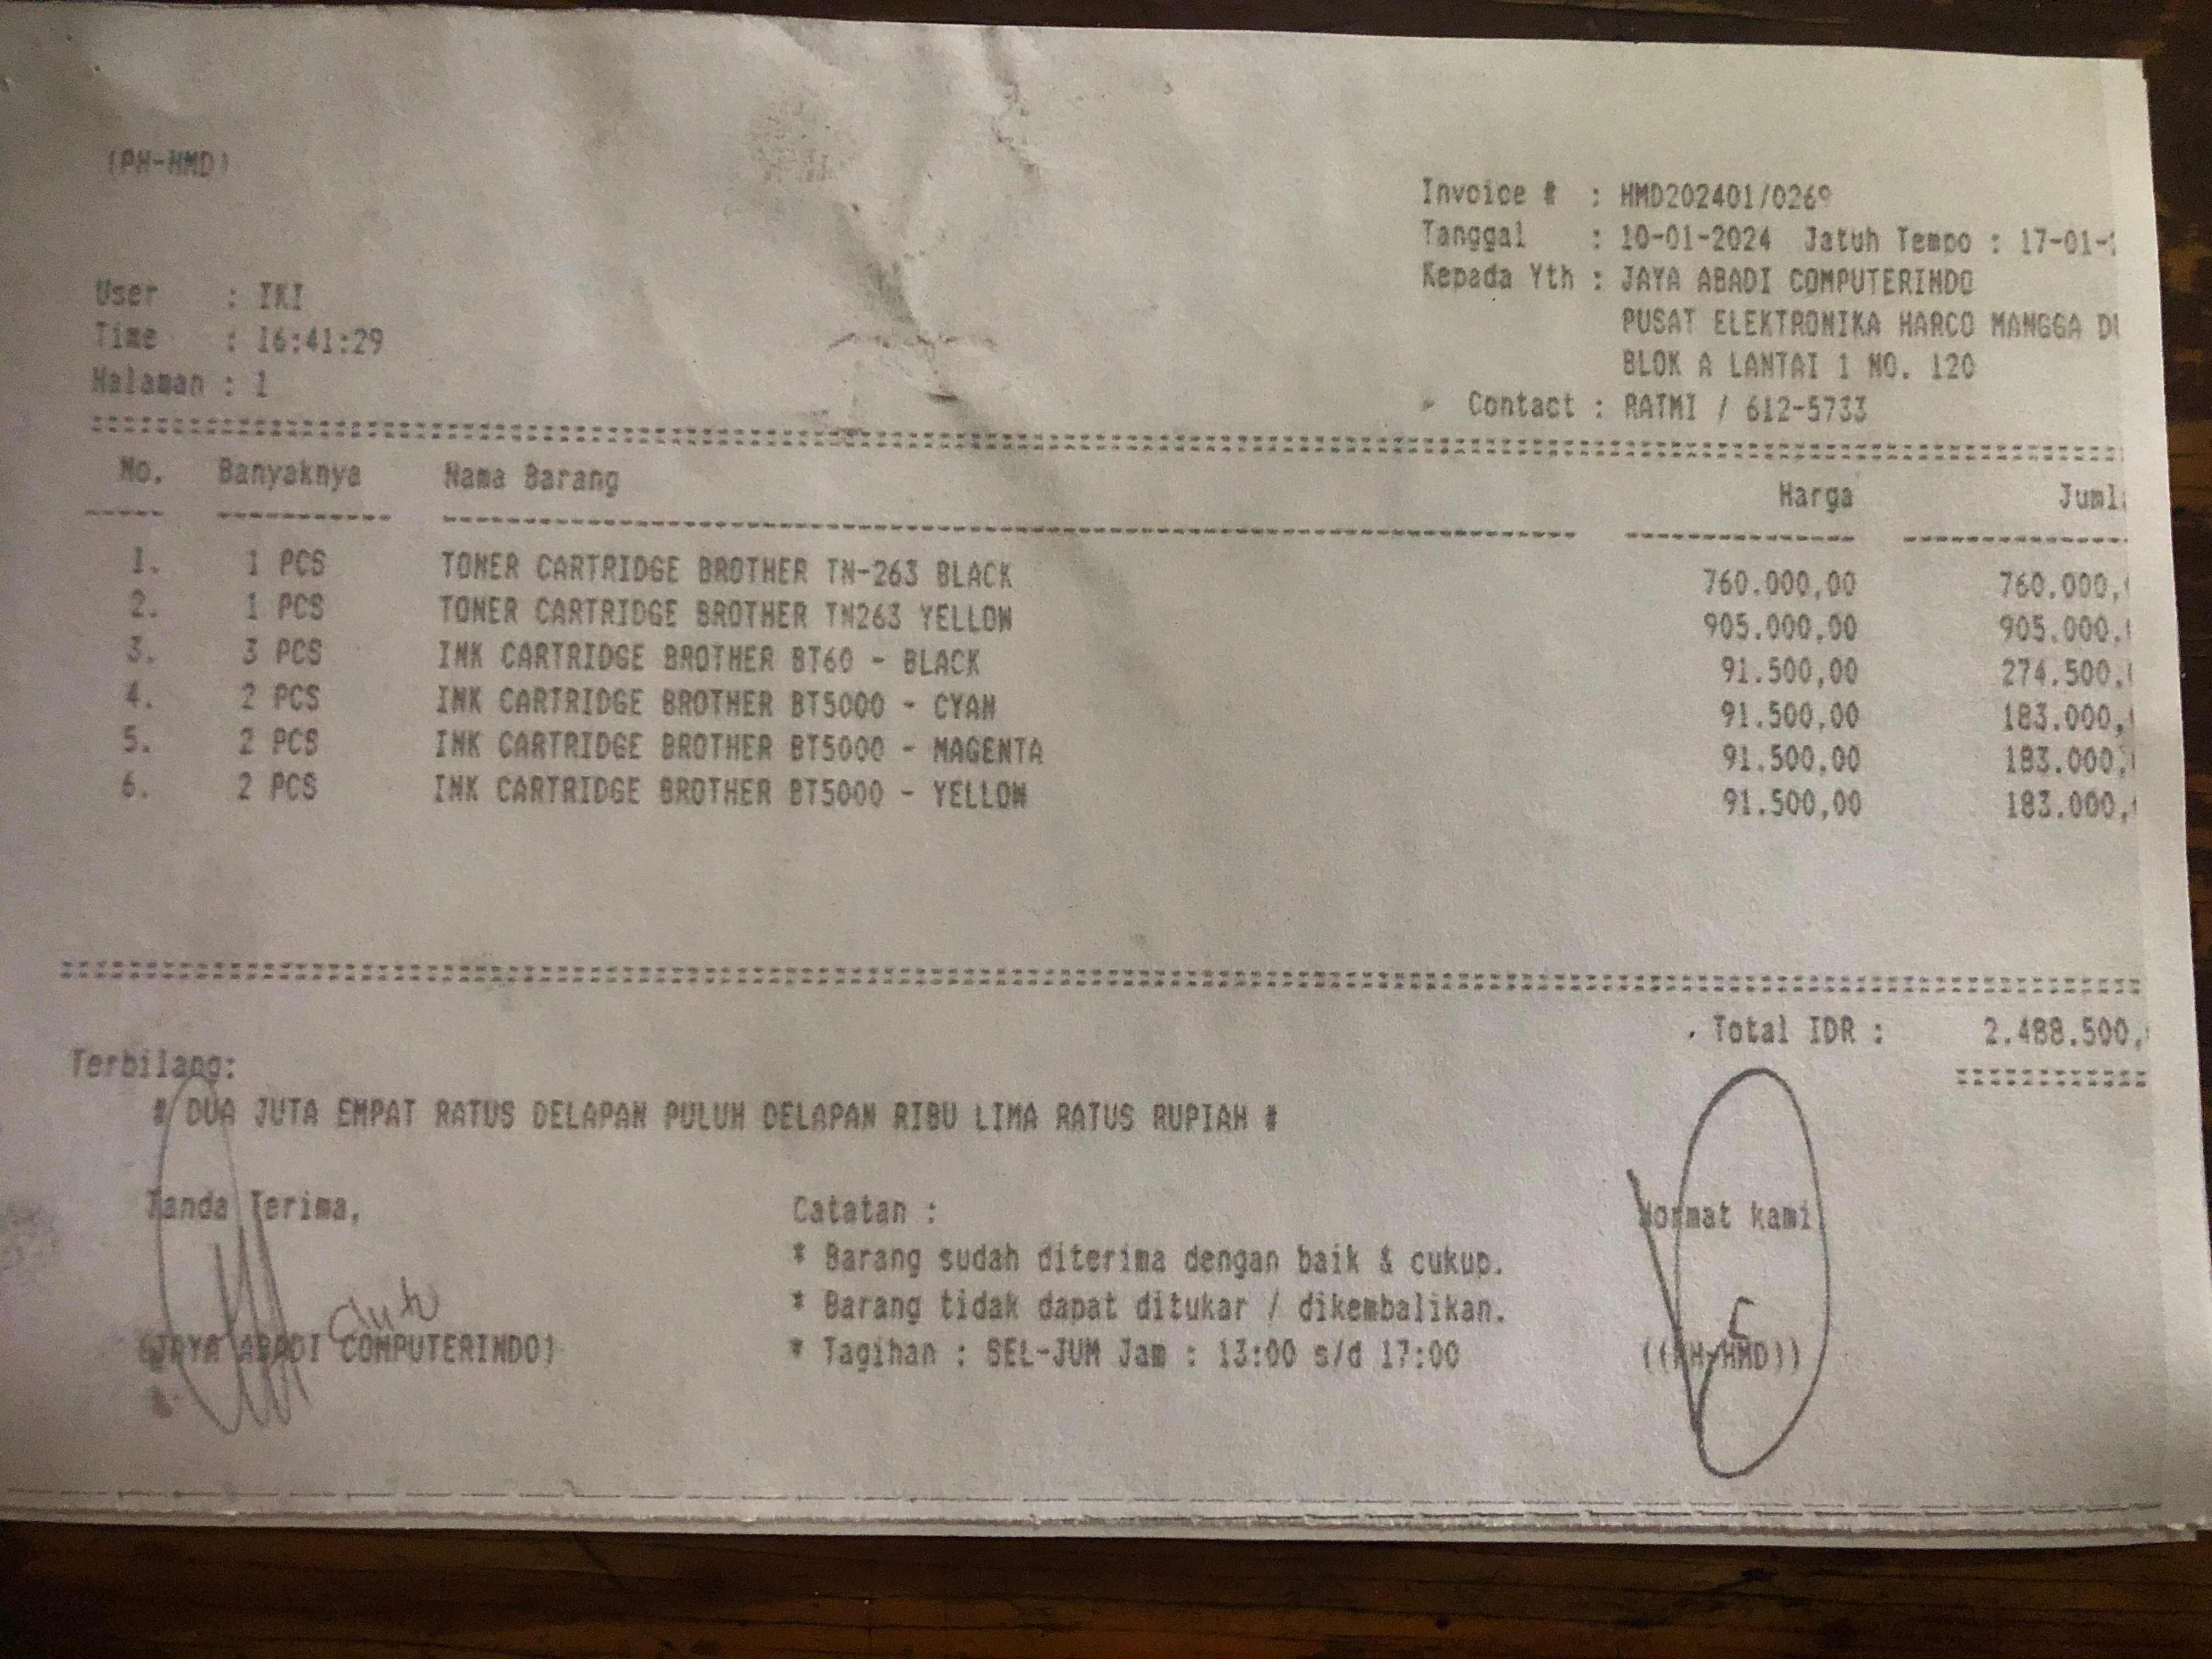 (PH-HMD)
Invoice # : HMD202401/0269
Tanggal : 10-01-2024 Jatuh Tempo : 17-01-
User : IKI
Kepada Yth : JAYA ABADI COMPUTERINDO
Time : 16:41:29
PUSAT ELEKTRONIKA HARCO MANGGA DU
Halaman : 1
BLOK A LANTAI 1 NO. 120
Contact : RATMI / 612-5733
No. Banyaknya Nama Barang Harga Jumla
1. 1 PCS TONER CARTRIDGE BROTHER TN-263 BLACK 760.000,00 760.000,
2. 1 PCS TONER CARTRIDGE BROTHER TN263 YELLOW 905.000,00 905.000,
3. 3 PCS INK CARTRIDGE BROTHER BT60 - BLACK 91.500,00 274.500,
4. 2 PCS INK CARTRIDGE BROTHER BT5000 - CYAN 91.500,00 183.000,
5. 2 PCS INK CARTRIDGE BROTHER BT5000 - MAGENTA 91.500,00 183.000,
6. 2 PCS INK CARTRIDGE BROTHER BT5000 - YELLOW 91.500,00 183.000,
Total IDR : 2.488.500,
Terbilang:
# DUA JUTA EMPAT RATUS DELAPAN PULUH DELAPAN RIBU LIMA RATUS RUPIAH #
Tanda Terima, Catatan : Hormat kami
* Barang sudah diterima dengan baik & cukup.
* Barang tidak dapat ditukar / dikembalikan.
(JAYA ABADI COMPUTERINDO) * Tagihan : SEL-JUM Jam : 13:00 s/d 17:00 ((PH-HMD))